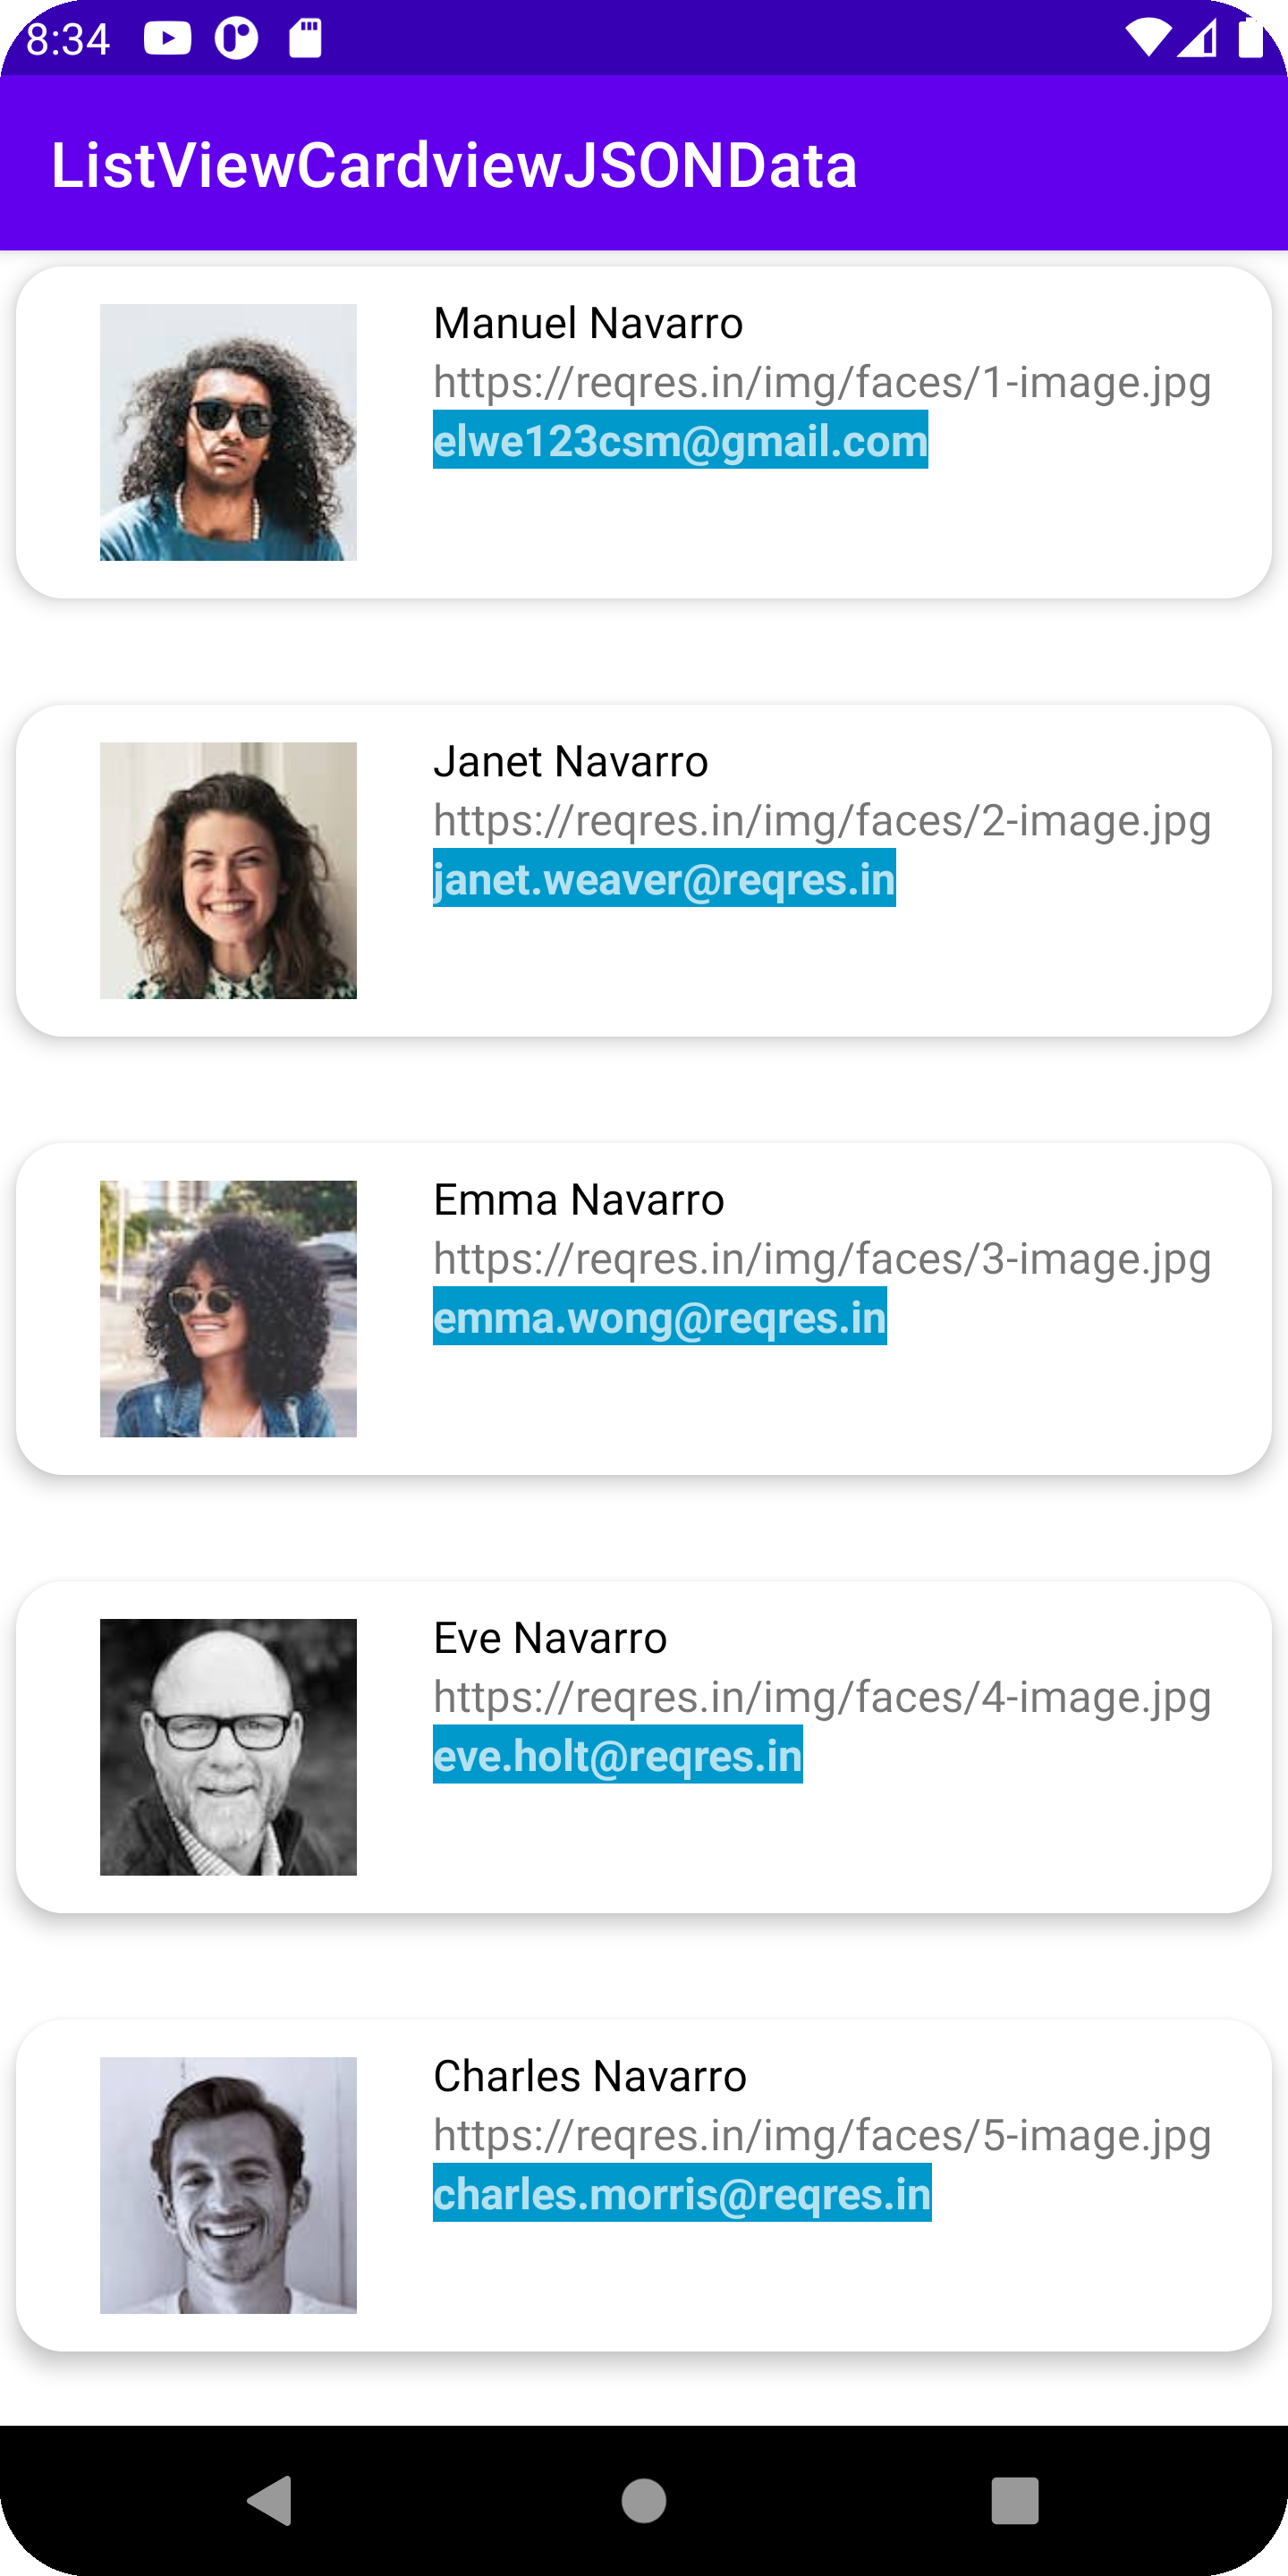 8:34
ListViewCardviewJSONData
Manuel Navarro
https://reqres.in/img/faces/1-image.jpg
elwe123csm@gmail.com
Janet Navarro
https://reqres.in/img/faces/2-image.jpg
janet.weaver@reqres.in
Emma Navarro
https://reqres.in/img/faces/3-image.jpg
emma.wong@reqres.in
Eve Navarro
https://reqres.in/img/faces/4-image.jpg
eve.holt@reqres.in
Charles Navarro
https://reqres.in/img/faces/5-image.jpg
charles.morris@reqres.in